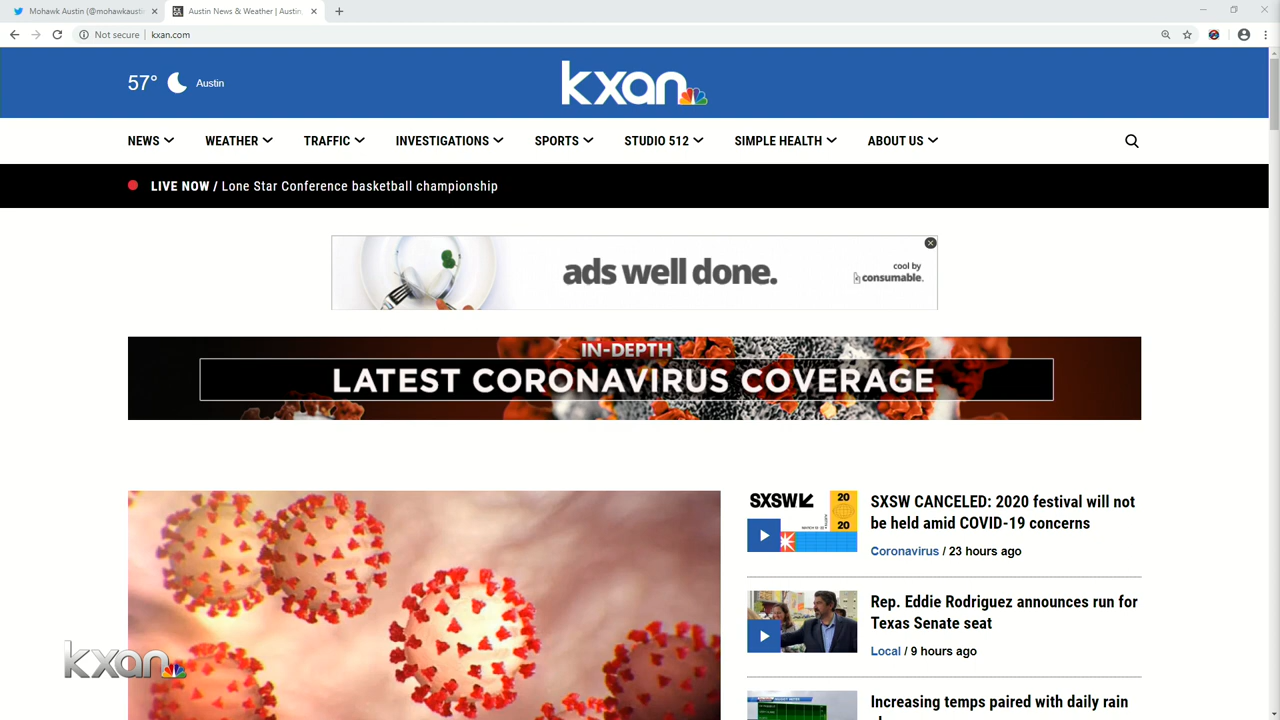 Mohawk Austin (@mohawkaustin
Austin News & Weather | Austin,
Not secure | kxan.com
57° Austin
kxan
NEWS WEATHER TRAFFIC INVESTIGATIONS SPORTS STUDIO 512 SIMPLE HEALTH ABOUT US
LIVE NOW / Lone Star Conference basketball championship
ads well done.
cool by
consumable.
IN-DEPTH
LATEST CORONAVIRUS COVERAGE
SXSW
20
20
SXSW CANCELED: 2020 festival will not
be held amid COVID-19 concerns
Coronavirus / 23 hours ago
Rep. Eddie Rodriguez announces run for
Texas Senate seat
Local / 9 hours ago
kxan
Increasing temps paired with daily rain